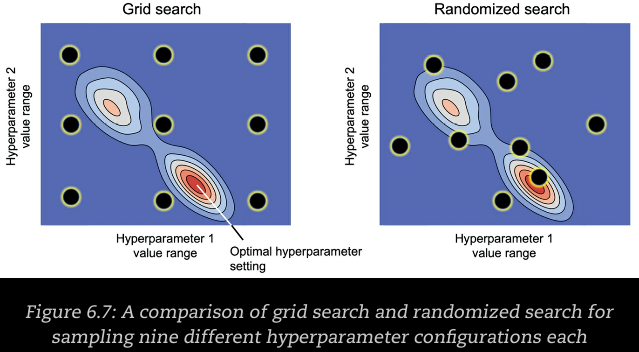 Grid search
Randomized search
Hyperparameter 2
value range
Hyperparameter 2
value range
Hyperparameter 1
value range
Optimal hyperparameter
setting
Hyperparameter 1
value range
Figure 6.7: A comparison of grid search and randomized search for
sampling nine different hyperparameter configurations each